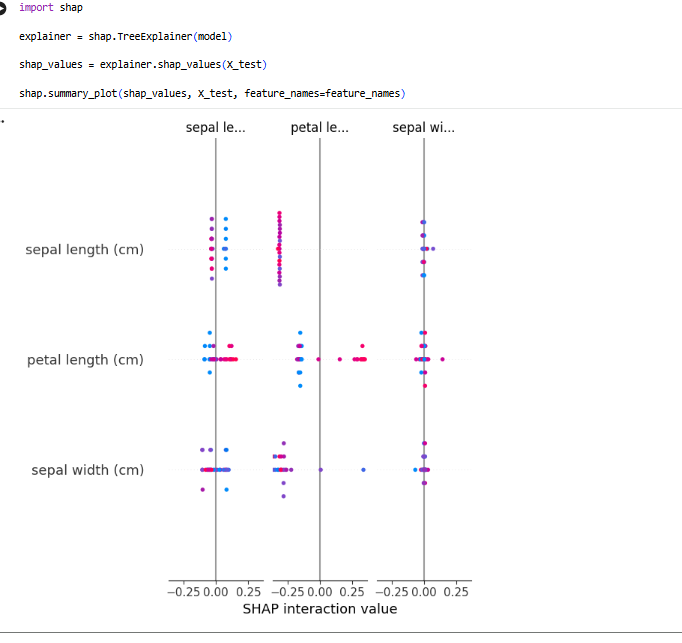 import shap
explainer = shap.TreeExplainer(model)
shap_values = explainer.shap_values(X_test)
shap.summary_plot(shap_values, X_test, feature_names=feature_names)
sepal le... petal le... sepal wi...
sepal length (cm)
petal length (cm)
sepal width (cm)
−0.25 0.00 0.25 −0.25 0.00 0.25 −0.25 0.00 0.25
SHAP interaction value